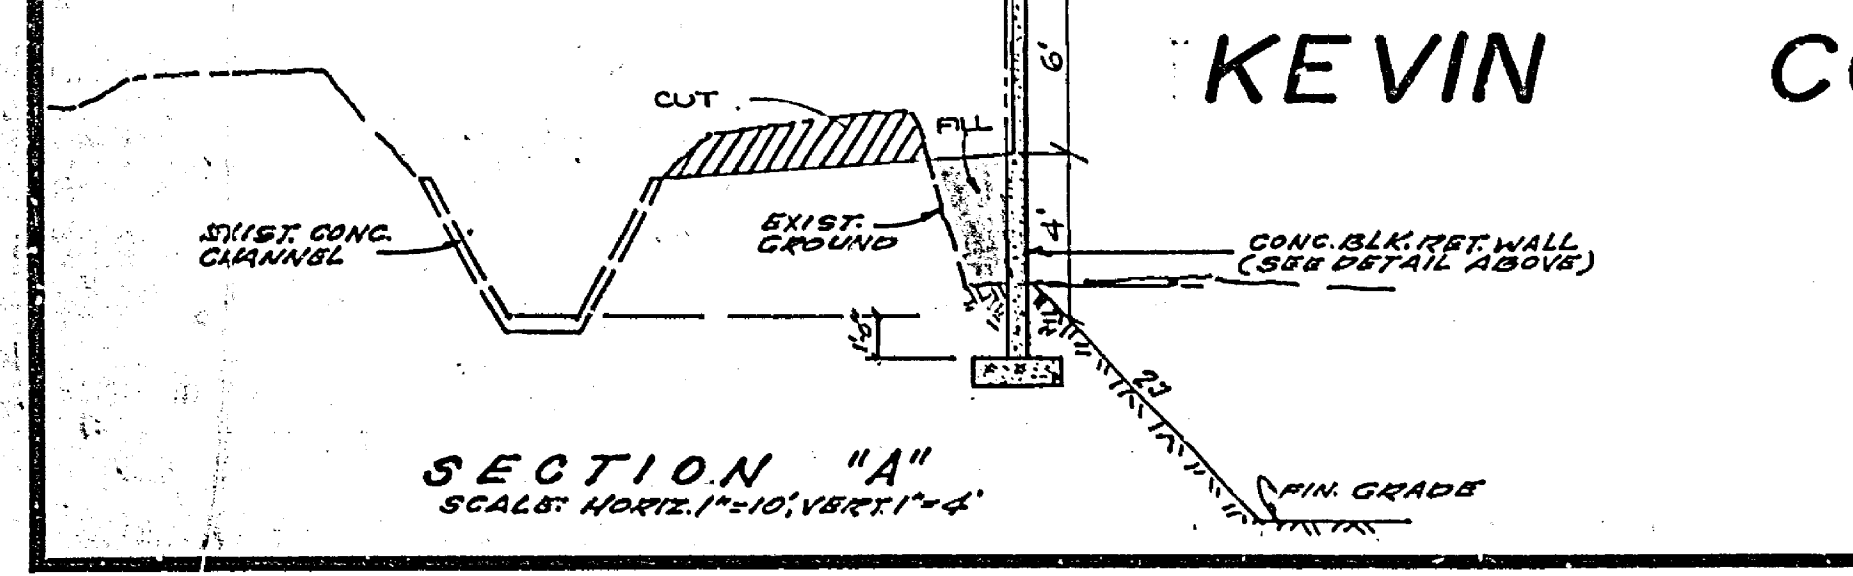 6'
KEVIN
CUT
FILL
4'
EXIST. CONC.
CHANNEL
EXIST.
GROUND
CONC. BLK. RET. WALL
(SEE DETAIL ABOVE)
1'-0"
SECTION "A"
SCALE: HORIZ. 1"=10', VERT. 1"=4'
FIN. GRADE